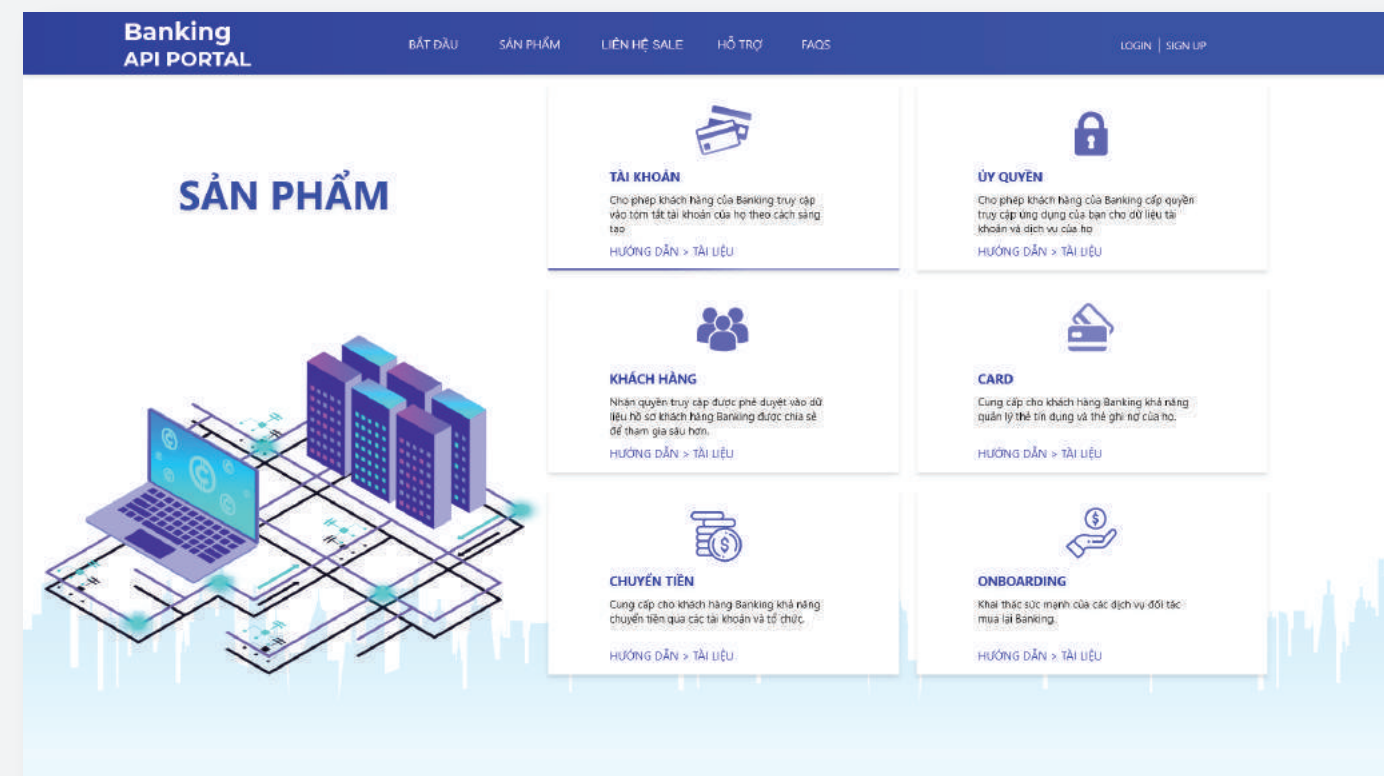 Banking
API PORTAL
BẮT ĐẦU SẢN PHẨM LIÊN HỆ SALE HỖ TRỢ FAQS
LOGIN | SIGN UP
SẢN PHẨM
TÀI KHOẢN
Cho phép khách hàng của Banking truy cập
vào tóm tắt tài khoản của họ theo cách sáng
tạo
HƯỚNG DẪN > TÀI LIỆU
ỦY QUYỀN
Cho phép khách hàng của Banking cấp quyền
truy cập ứng dụng của bạn cho dữ liệu tài
khoản và dịch vụ của họ
HƯỚNG DẪN > TÀI LIỆU
KHÁCH HÀNG
Nhận quyền truy cập được phê duyệt vào dữ
liệu hồ sơ khách hàng Banking được chia sẻ
để tham gia sâu hơn.
HƯỚNG DẪN > TÀI LIỆU
CARD
Cung cấp cho khách hàng Banking khả năng
quản lý thẻ tín dụng và thẻ ghi nợ của họ.
HƯỚNG DẪN > TÀI LIỆU
CHUYỂN TIỀN
Cung cấp cho khách hàng Banking khả năng
chuyển tiền qua các tài khoản và tổ chức.
HƯỚNG DẪN > TÀI LIỆU
ONBOARDING
Khai thác sức mạnh của các dịch vụ đối tác
mua lại Banking.
HƯỚNG DẪN > TÀI LIỆU